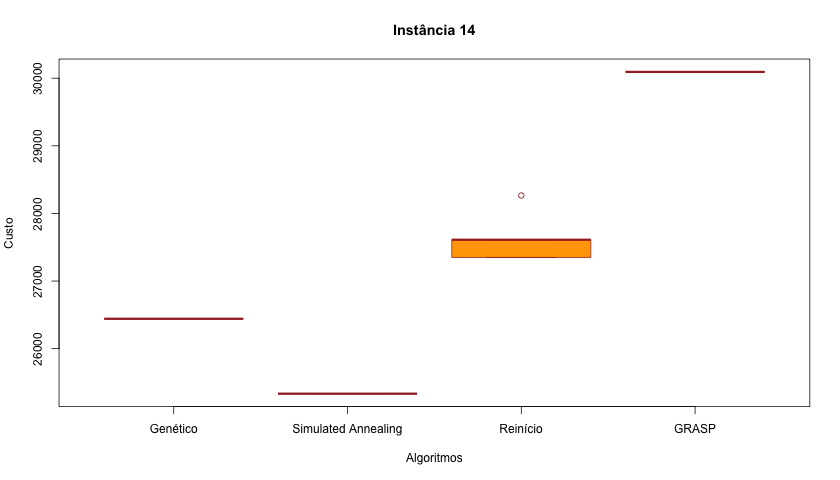 Instância 14
Custo
30000
29000
28000
27000
26000
Genético
Simulated Annealing
Reinício
GRASP
Algoritmos